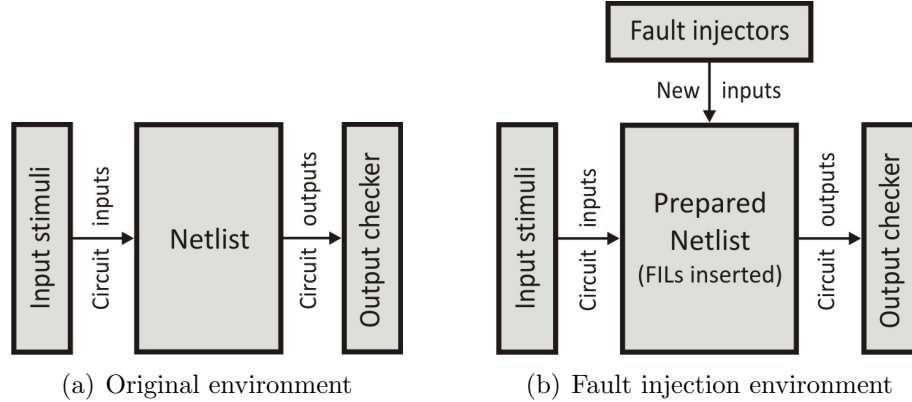 Input stimuli
Circuit inputs
Netlist
Circuit outputs
Output checker
(a) Original environment
Fault injectors
New inputs
Input stimuli
Circuit inputs
Prepared
Netlist
(FILs inserted)
Circuit outputs
Output checker
(b) Fault injection environment